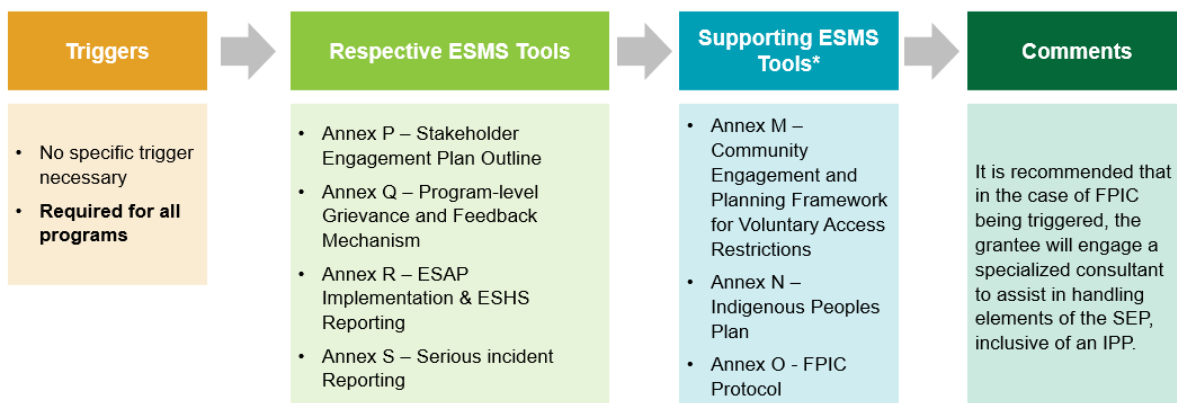 Triggers
Respective ESMS Tools
Supporting ESMS
Tools*
Comments
• No specific trigger
necessary
• Required for all
programs
• Annex P – Stakeholder
Engagement Plan Outline
• Annex Q – Program-level
Grievance and Feedback
Mechanism
• Annex R – ESAP
Implementation & ESHS
Reporting
• Annex S – Serious incident
Reporting
• Annex M –
Community
Engagement and
Planning Framework
for Voluntary Access
Restrictions
• Annex N –
Indigenous Peoples
Plan
• Annex O - FPIC
Protocol
It is recommended that
in the case of FPIC
being triggered, the
grantee will engage a
specialized consultant
to assist in handling
elements of the SEP,
inclusive of an IPP.